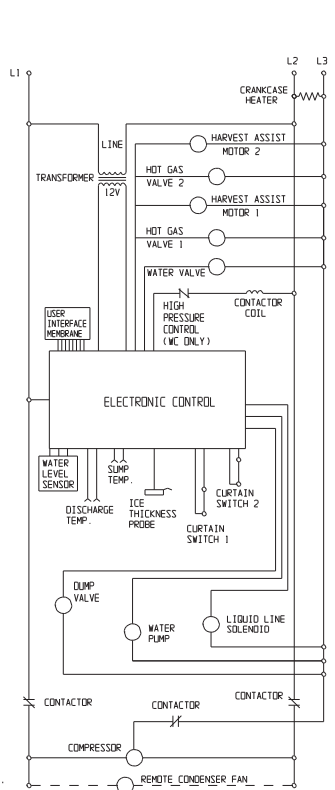 L1
L2
L3
CRANKCASE
HEATER
LINE
HARVEST ASSIST
MOTOR 2
TRANSFORMER
HOT GAS
VALVE 2
12V
HARVEST ASSIST
MOTOR 1
HOT GAS
VALVE 1
WATER VALVE
HIGH
PRESSURE
CONTROL
(WC ONLY)
CONTACTOR
COIL
USER
INTERFACE
MEMBRANE
ELECTRONIC CONTROL
WATER
LEVEL
SENSOR
SUMP
TEMP.
DISCHARGE
TEMP.
ICE
THICKNESS
PROBE
CURTAIN
SWITCH 2
CURTAIN
SWITCH 1
DUMP
VALVE
WATER
PUMP
LIQUID LINE
SOLENOID
CONTACTOR
CONTACTOR
CONTACTOR
COMPRESSOR
REMOTE CONDENSER FAN